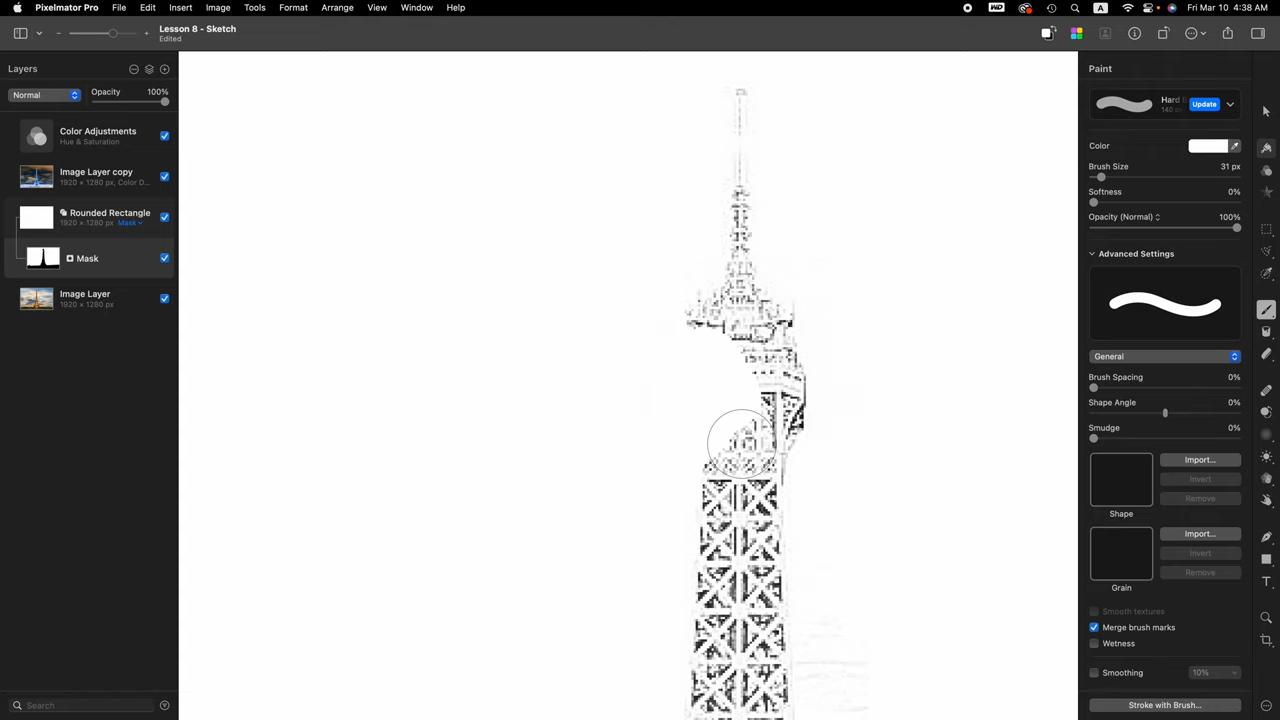 Pixelmator Pro File Edit Insert Image Tools Format Arrange View Window Help
WD A Fri Mar 10 4:38 AM
Lesson 8 - Sketch
Edited
Layers
Normal
Opacity 100%
Color Adjustments
Hue & Saturation
Image Layer copy
1920 × 1280 px, Color D...
Rounded Rectangle
1920 × 1280 px Mask
Mask
Image Layer
1920 × 1280 px
Search
Paint
Hard B
140 px
Update
Color
Brush Size 31 px
Softness 0%
Opacity (Normal) 100%
Advanced Settings
General
Brush Spacing 0%
Shape Angle 0%
Smudge 0%
Import...
Invert
Remove
Shape
Import...
Invert
Remove
Grain
Smooth textures
Merge brush marks
Wetness
Smoothing 10%
Stroke with Brush...